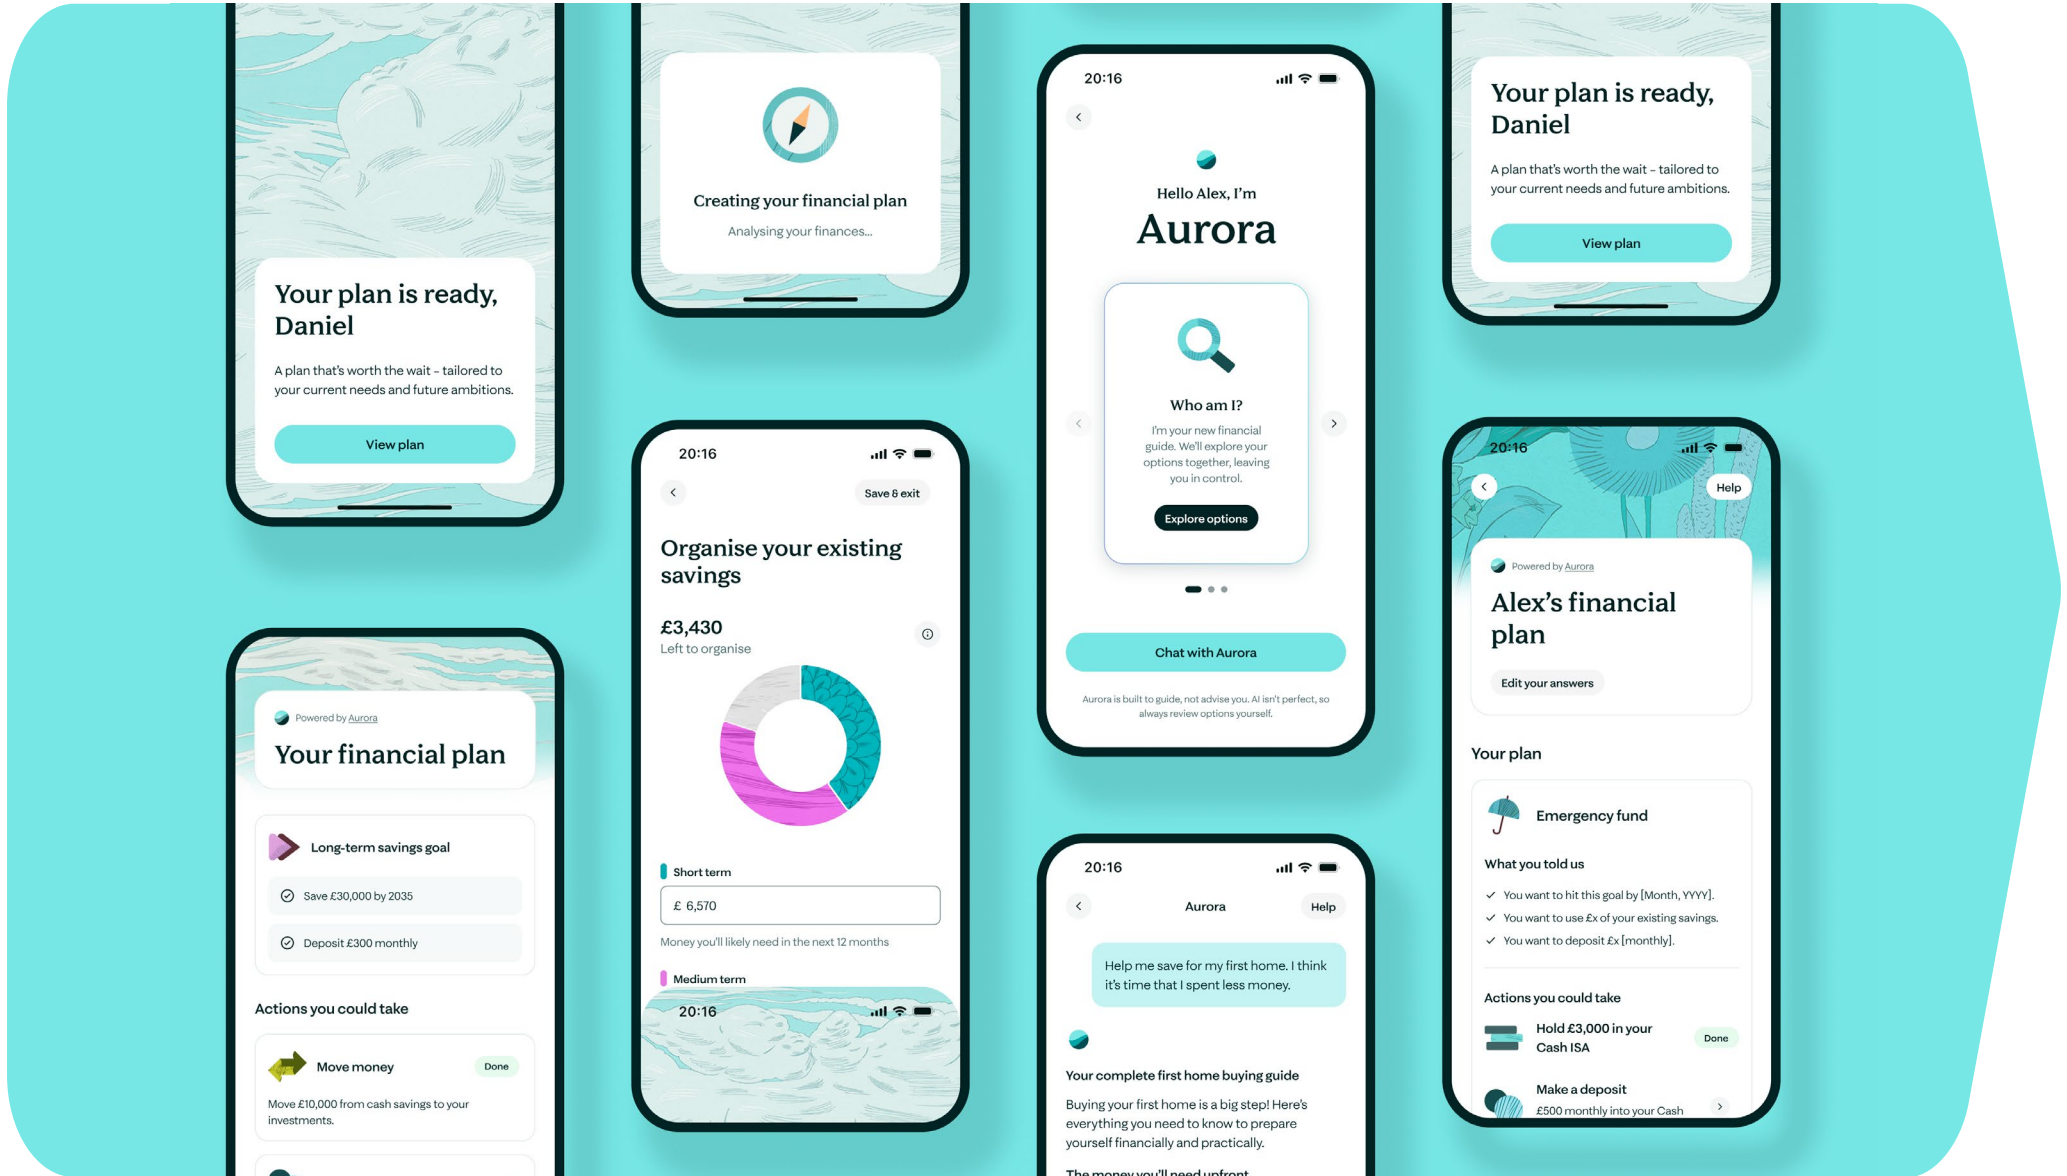 Your plan is ready,
Daniel
A plan that's worth the wait – tailored to
your current needs and future ambitions.
View plan
Powered by Aurora
Your financial plan
Long-term savings goal
Save £30,000 by 2035
Deposit £300 monthly
Actions you could take
Move money
Done
Move £10,000 from cash savings to your
investments.
Creating your financial plan
Analysing your finances...
20:16
Save & exit
Organise your existing
savings
£3,430
Left to organise
Short term
£ 6,570
Money you'll likely need in the next 12 months
Medium term
20:16
20:16
Hello Alex, I'm
Aurora
Who am I?
I'm your new financial
guide. We'll explore your
options together, leaving
you in control.
Explore options
Chat with Aurora
Aurora is built to guide, not advise you. AI isn't perfect, so
always review options yourself.
20:16
Aurora
Help
Help me save for my first home. I think
it's time that I spent less money.
Your complete first home buying guide
Buying your first home is a big step! Here's
everything you need to know to prepare
yourself financially and practically.
The money you'll need upfront
Your plan is ready,
Daniel
A plan that's worth the wait – tailored to
your current needs and future ambitions.
View plan
20:16
Help
Powered by Aurora
Alex's financial
plan
Edit your answers
Your plan
Emergency fund
What you told us
You want to hit this goal by [Month, YYYY].
You want to use £x of your existing savings.
You want to deposit £x [monthly].
Actions you could take
Hold £3,000 in your
Cash ISA
Done
Make a deposit
£500 monthly into your Cash